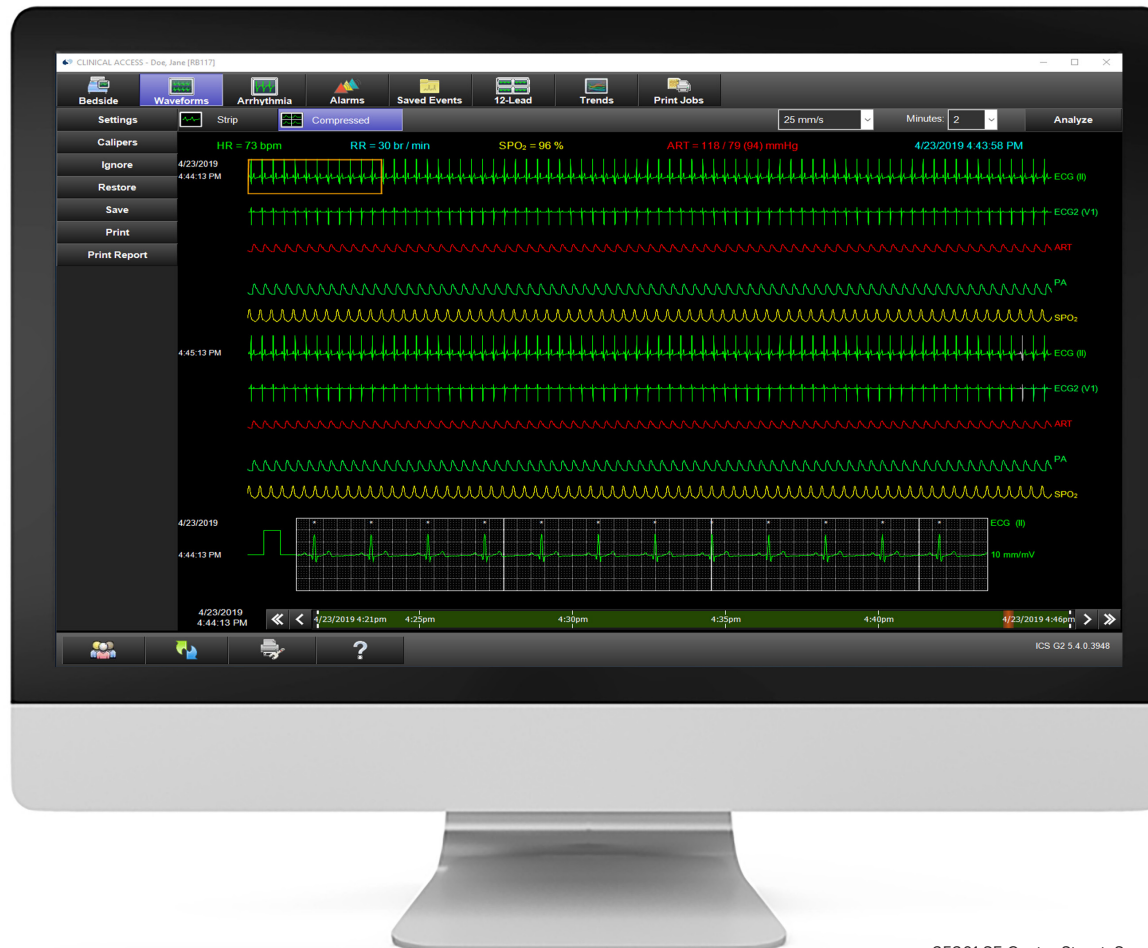 CLINICAL ACCESS - Doe, Jane [RB117]
Bedside Waveforms Arrhythmia Alarms Saved Events 12-Lead Trends Print Jobs
Settings Strip Compressed 25 mm/s Minutes: 2 Analyze
Calipers
Ignore
Restore
Save
Print
Print Report
HR = 73 bpm RR = 30 br / min SPO₂ = 96 % ART = 118 / 79 (94) mmHg 4/23/2019 4:43:58 PM
4/23/2019
4:44:13 PM
ECG (II)
ECG2 (V1)
ART
PA
SPO₂
4:45:13 PM
ECG (II)
ECG2 (V1)
ART
PA
SPO₂
4/23/2019
ECG (II)
4:44:13 PM
10 mm/mV
4/23/2019
4:44:13 PM
4/23/2019 4:21pm 4:25pm 4:30pm 4:35pm 4:40pm 4/23/2019 4:46pm
?
ICS G2 5.4.0.3948